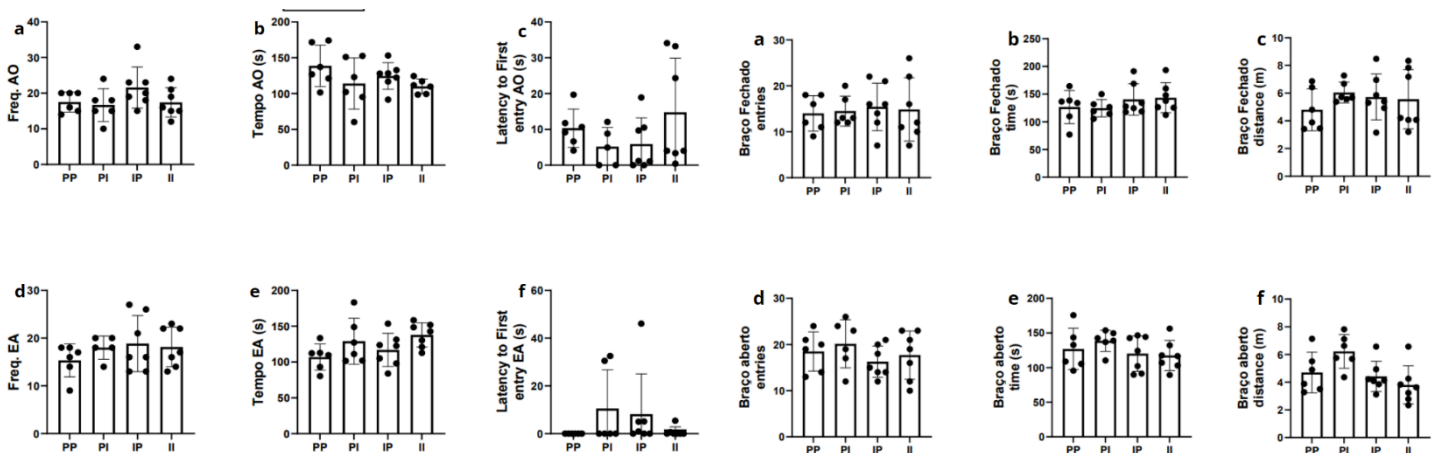 a
Freq. AO
40
30
20
10
0
PP PI IP II
b
Tempo AO (s)
200
150
100
50
0
PP PI IP II
c
Latency to First
entry AO (s)
40
30
20
10
0
PP PI IP II
a
Braço Fechado
entries
30
20
10
0
PP PI IP II
b
Braço Fechado
time (s)
250
200
150
100
50
0
PP PI IP II
c
Braço Fechado
distance (m)
10
8
6
4
2
0
PP PI IP II
d
Freq. EA
30
20
10
0
PP PI IP II
e
Tempo EA (s)
200
150
100
50
0
PP PI IP II
f
Latency to First
entry EA (s)
60
40
20
0
PP PI IP II
d
Braço aberto
entries
30
20
10
0
PP PI IP II
e
Braço aberto
time (s)
200
150
100
50
0
PP PI IP II
f
Braço aberto
distance (m)
10
8
6
4
2
0
PP PI IP II